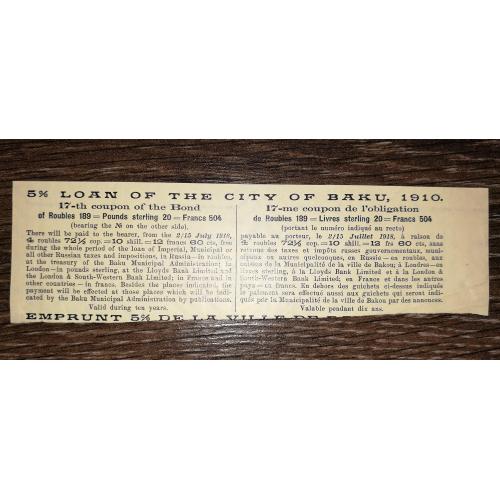 5% LOAN OF THE CITY OF BAKU, 1910.
17-th coupon of the Bond
of Roubles 189 = Pounds sterling 20 = Francs 504
(bearing the № on the other side).
There will be paid to the bearer, from the 2/15 July 1918,
4 roubles 72½ cop. = 10 shill. = 12 francs 60 cts, free
during the whole period of the loan of Imperial, Municipal or
all other Russian taxes and impositions, in Russia — in roubles,
at the treasury of the Baku Municipal Administration; in
London — in pounds sterling, at the Lloyds Bank Limited and
the London & South-Western Bank Limited; in France and in
other countries — in francs. Besides the places indicated, the
payment will be effected at those places which will be indi-
cated by the Baku Municipal Administration by publications.
Valid during ten years.
17-me coupon de l'obligation
de Roubles 189 = Livres sterling 20 = Francs 504
(portant le numéro indiqué au recto)
payable au porteur, le 2/15 Juillet 1918, à raison de
4 roubles 72½ cop. = 10 shill. = 12 frs 60 cts, sans
retenue des taxes et impôts russes gouvernementaux, muni-
cipaux ou autres quelconques, en Russie — en roubles, aux
caisses de la Municipalité de la ville de Bakou; à Londres — en
livres sterling, à la Lloyds Bank Limited et à la London &
South-Western Bank Limited; en France et dans les autres
pays — en francs. En dehors des guichets ci-dessus indiqués
le paiement sera effectué aussi aux guichets qui seront indi-
qués par la Municipalité de la ville de Bakou par des annonces.
Valable pendant dix ans.
EMPRUNT 5% DE LA VILLE DE